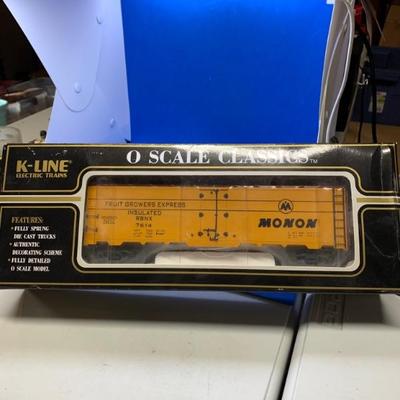 O SCALE CLASSICS™
K-LINE®
ELECTRIC TRAINS
FEATURES:
• FULLY SPRUNG
DIE CAST TRUCKS
• AUTHENTIC
DECORATING SCHEME
• FULLY DETAILED
O SCALE MODEL
FRUIT GROWERS EXPRESS
INSULATED
RBNX
7614
MONON